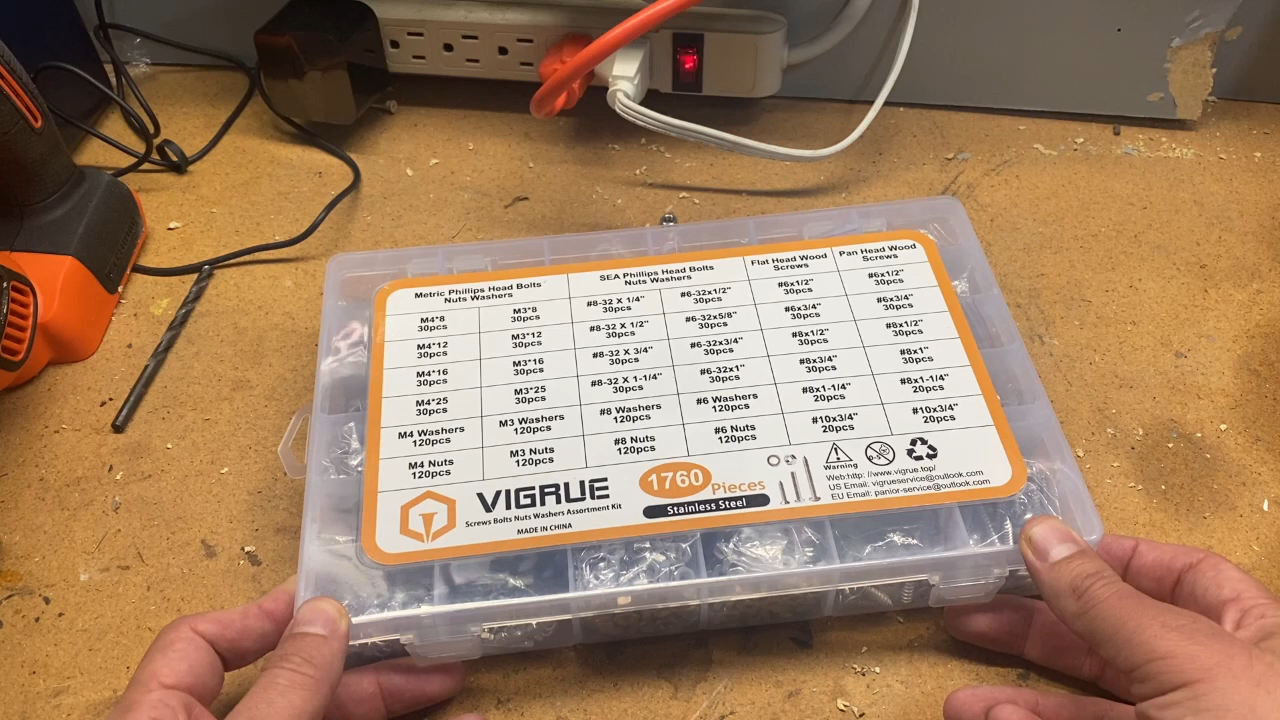 Metric Phillips Head Bolts
Nuts Washers
SEA Phillips Head Bolts
Nuts Washers
Flat Head Wood
Screws
Pan Head Wood
Screws
M4*8
30pcs
M3*8
30pcs
#8-32 X 1/4"
30pcs
#6-32x1/2"
30pcs
#6x1/2"
30pcs
#6x1/2"
30pcs
M4*12
30pcs
M3*12
30pcs
#8-32 X 1/2"
30pcs
#6-32x5/8"
30pcs
#6x3/4"
30pcs
#6x3/4"
30pcs
M4*16
30pcs
M3*16
30pcs
#8-32 X 3/4"
30pcs
#6-32x3/4"
30pcs
#8x1/2"
30pcs
#8x1/2"
30pcs
M4*25
30pcs
M3*25
30pcs
#8-32 X 1-1/4"
30pcs
#6-32x1"
30pcs
#8x3/4"
30pcs
#8x1"
30pcs
M4 Washers
120pcs
M3 Washers
120pcs
#8 Washers
120pcs
#6 Washers
120pcs
#8x1-1/4"
20pcs
#8x1-1/4"
20pcs
M4 Nuts
120pcs
M3 Nuts
120pcs
#8 Nuts
120pcs
#6 Nuts
120pcs
#10x3/4"
20pcs
#10x3/4"
20pcs
VIGRUE
Screws Bolts Nuts Washers Assortment Kit
MADE IN CHINA
1760 Pieces
Stainless Steel
Warning
0-5
Web:http: //www.vigrue.top/
US Email: vigrueservice@outlook.com
EU Email: panior-service@outlook.com